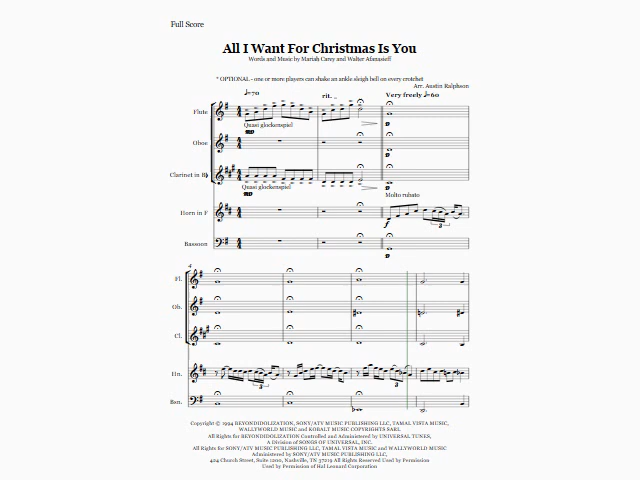 Full Score
All I Want For Christmas Is You
Words and Music by Mariah Carey and Walter Afanasieff
* OPTIONAL - one or more players can shake an ankle sleigh bell on every crotchet
Arr. Austin Ralphson
♩=70
rit. _
Very freely ♩=60
Flute
Quasi glockenspiel
Oboe
Clarinet in B♭
Quasi glockenspiel
Molto rubato
Horn in F
f
3
Bassoon
4
Fl.
Ob.
Cl.
Hn.
3
3
Bsn.
Copyright © 1994 BEYONDIDOLIZATION, SONY/ATV MUSIC PUBLISHING LLC, TAMAL VISTA MUSIC,
WALLYWORLD MUSIC and KOBALT MUSIC COPYRIGHTS SARL
All Rights for BEYONDIDOLIZATION Controlled and Administered by UNIVERSAL TUNES,
A Division of SONGS OF UNIVERSAL, INC.
All Rights for SONY/ATV MUSIC PUBLISHING LLC, TAMAL VISTA MUSIC and WALLYWORLD MUSIC
Administered by SONY/ATV MUSIC PUBLISHING LLC,
424 Church Street, Suite 1200, Nashville, TN 37219 All Rights Reserved Used by Permission
Used by Permission of Hal Leonard Corporation